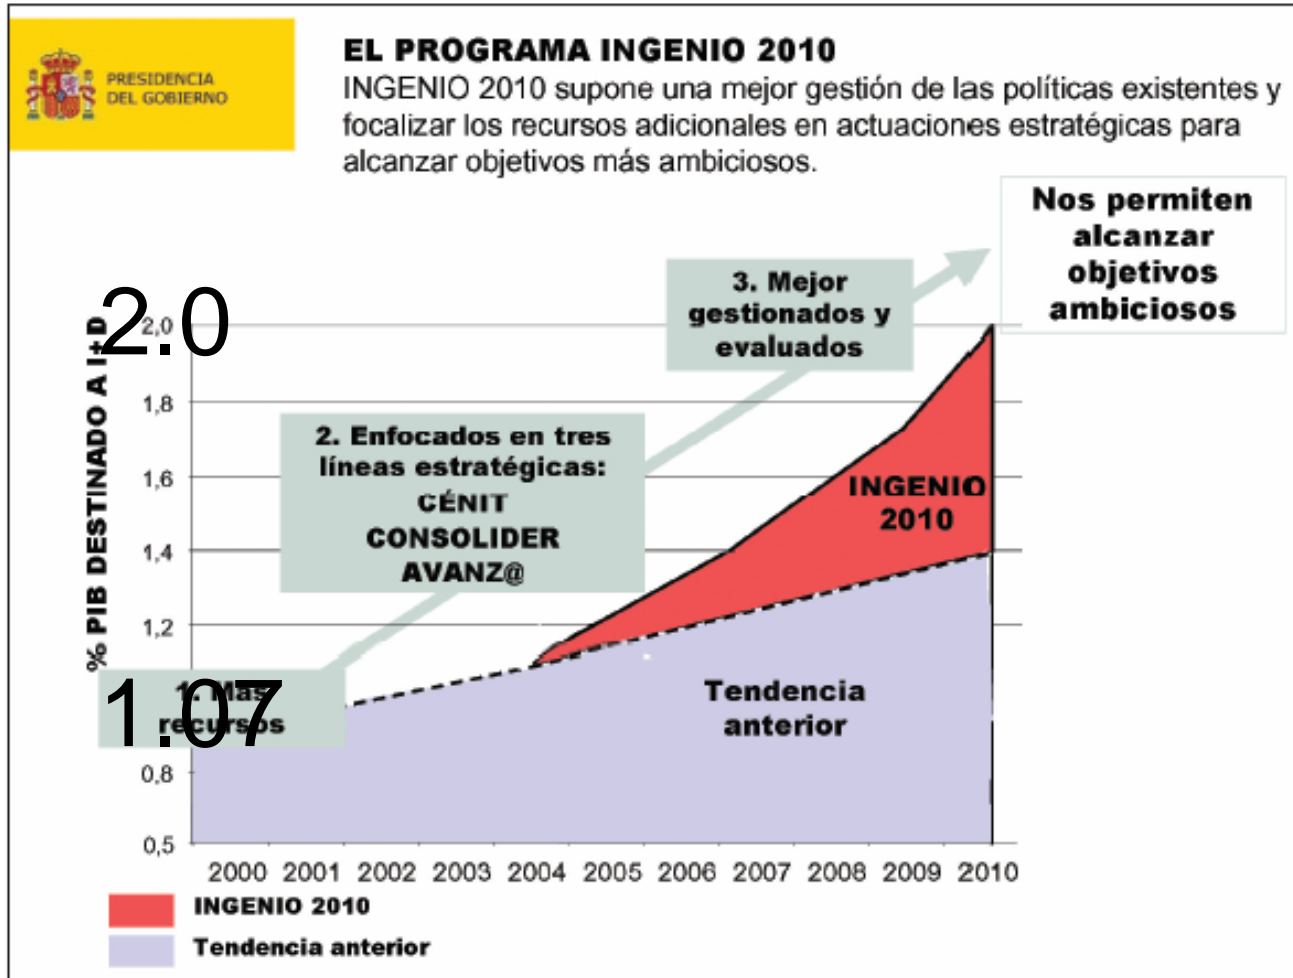 PRESIDENCIA
DEL GOBIERNO
EL PROGRAMA INGENIO 2010
INGENIO 2010 supone una mejor gestión de las políticas existentes y
focalizar los recursos adicionales en actuaciones estratégicas para
alcanzar objetivos más ambiciosos.
Nos permiten
alcanzar
objetivos
ambiciosos
3. Mejor
gestionados y
evaluados
2. Enfocados en tres
líneas estratégicas:
CÉNIT
CONSOLIDER
AVANZ@
1. Más
recursos
2.0
1.07
% PIB DESTINADO A I+D
2,0
1,8
1,6
1,4
1,2
0,8
0,5
INGENIO
2010
Tendencia
anterior
2000 2001 2002 2003 2004 2005 2006 2007 2008 2009 2010
INGENIO 2010
Tendencia anterior